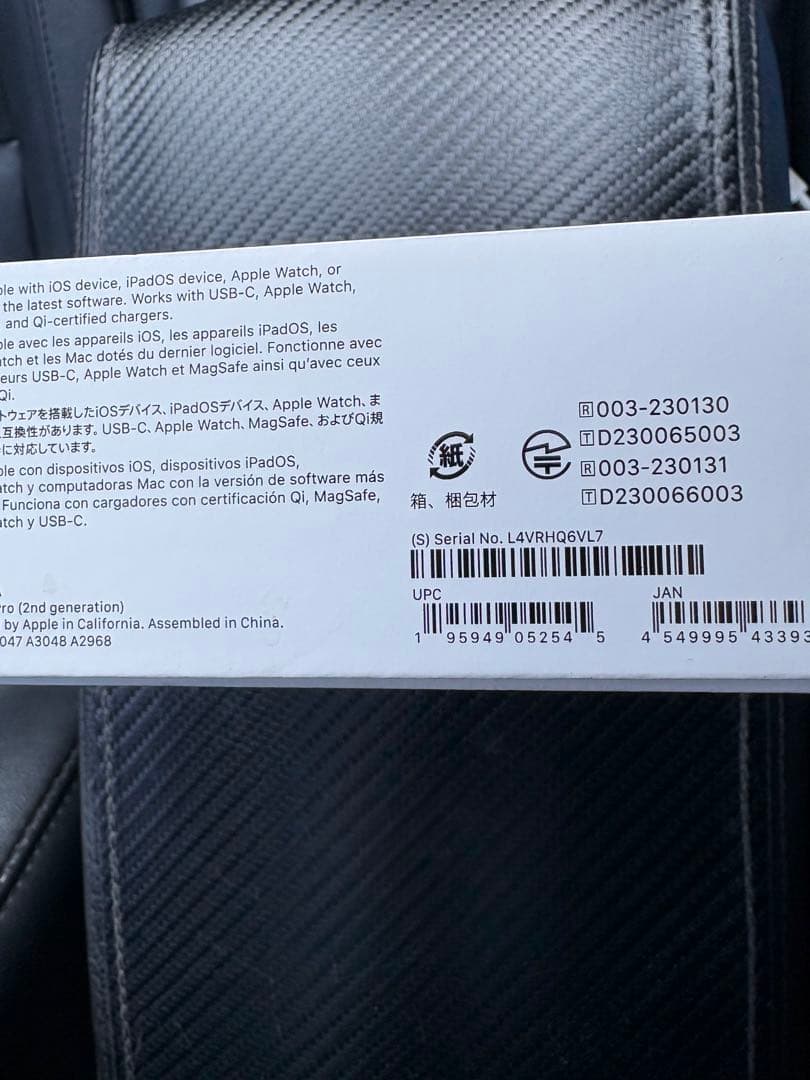 ble with iOS device, iPadOS device, Apple Watch, or
the latest software. Works with USB-C, Apple Watch,
and Qi-certified chargers.
ble avec les appareils iOS, les appareils iPadOS, les
atch et les Mac dotés du dernier logiciel. Fonctionne avec
eurs USB-C, Apple Watch et MagSafe ainsi qu'avec ceux
Qi.
トウェアを搭載したiOSデバイス、iPadOSデバイス、Apple Watch、ま
互換性があります。USB-C、Apple Watch、MagSafe、およびQi規
に対応しています。
ble con dispositivos iOS, dispositivos iPadOS,
atch y computadoras Mac con la versión de software más
Funciona con cargadores con certificación Qi, MagSafe,
atch y USB-C.
ro (2nd generation)
by Apple in California. Assembled in China.
047 A3048 A2968
紙
箱、梱包材
R 003-230130
T D230065003
R 003-231131
T D230066003
(S) Serial No. L4VRHQ6VL7
UPC
1 95949 05254 5
JAN
4 549995 43393